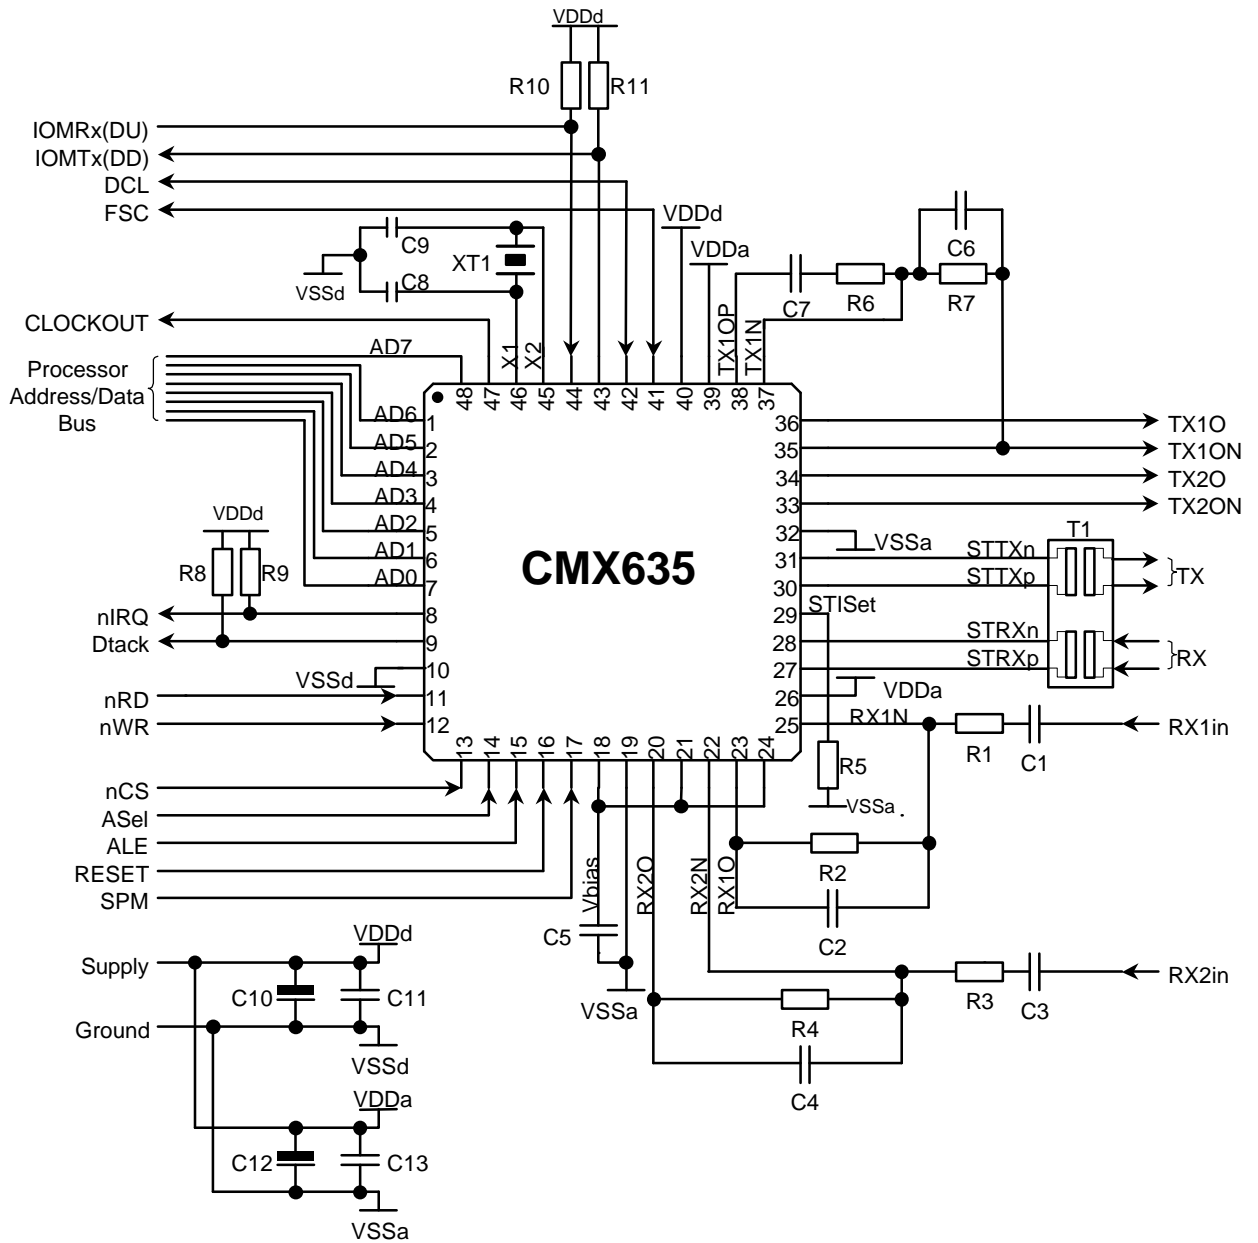 VDDd
R10
R11
IOMRx(DU)
IOMTx(DD)
DCL
FSC
C9
C8
XT1
VSSd
VDDd
VDDa
C6
C7
R6
R7
CLOCKOUT
X1
X2
TX1OP
TX1N
Processor
Address/Data
Bus
AD7
AD6
AD5
AD4
AD3
AD2
AD1
AD0
48
47
46
45
44
43
42
41
40
39
38
37
1
2
3
4
5
6
7
8
9
10
11
12
36
35
34
33
32
31
30
29
28
27
26
25
CMX635
TX1O
TX1ON
TX2O
TX2ON
VSSa
T1
STTXn
STTXp
TX
STISet
STRXn
STRXp
RX
VDDa
RX1N
R1
C1
RX1in
VDDd
R8
R9
nIRQ
Dtack
VSSd
nRD
nWR
13
14
15
16
17
18
19
20
21
22
23
24
nCS
ASel
ALE
RESET
SPM
R5
VSSa .
Vbias
RX2O
RX2N
RX1O
R2
C2
C5
VSSa
R3
C3
RX2in
R4
C4
Supply
Ground
VDDd
C10
C11
VSSd
VDDa
C12
C13
VSSa